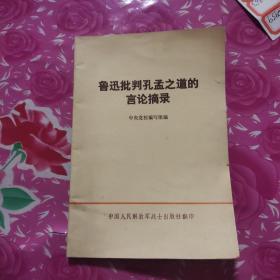 鲁迅批判孔孟之道的
言论摘录
中央党校编写组编
中国人民解放军战士出版社翻印